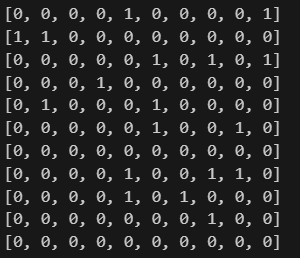 [0, 0, 0, 0, 1, 0, 0, 0, 0, 1]
[1, 1, 0, 0, 0, 0, 0, 0, 0, 0]
[0, 0, 0, 0, 0, 1, 0, 1, 0, 1]
[0, 0, 0, 1, 0, 0, 0, 0, 0, 0]
[0, 1, 0, 0, 0, 1, 0, 0, 0, 0]
[0, 0, 0, 0, 0, 1, 0, 0, 1, 0]
[0, 0, 0, 0, 0, 0, 0, 0, 0, 0]
[0, 0, 0, 0, 1, 0, 0, 1, 1, 0]
[0, 0, 0, 0, 1, 0, 1, 0, 0, 0]
[0, 0, 0, 0, 0, 0, 0, 1, 0, 0]
[0, 0, 0, 0, 0, 0, 0, 0, 0, 0]